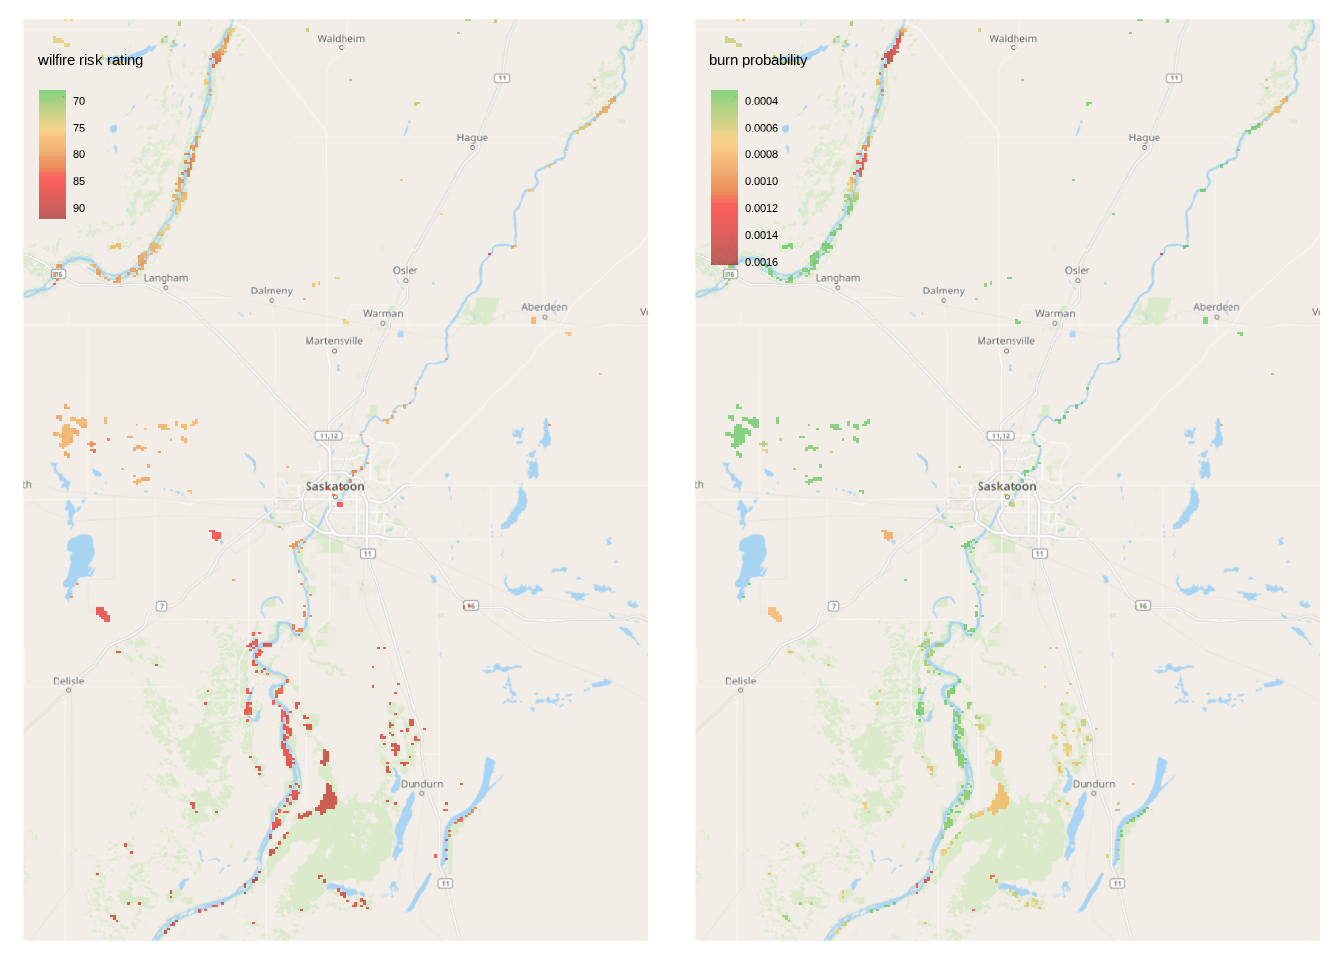 Waldheim
wilfire risk rating
11
70
75
80
85
90
Hague
Osler
16
Langham
Dalmeny
Aberdeen
Warman
Martensville
11;12
Saskatoon
th
11
7
16
Delisle
Dundurn
11
Waldheim
burn probability
11
0.0004
0.0006
0.0008
0.0010
0.0012
0.0014
0.0016
Hague
Osler
16
Langham
Dalmeny
Aberdeen
Warman
Martensville
11;12
Saskatoon
th
11
7
16
Delisle
Dundurn
11